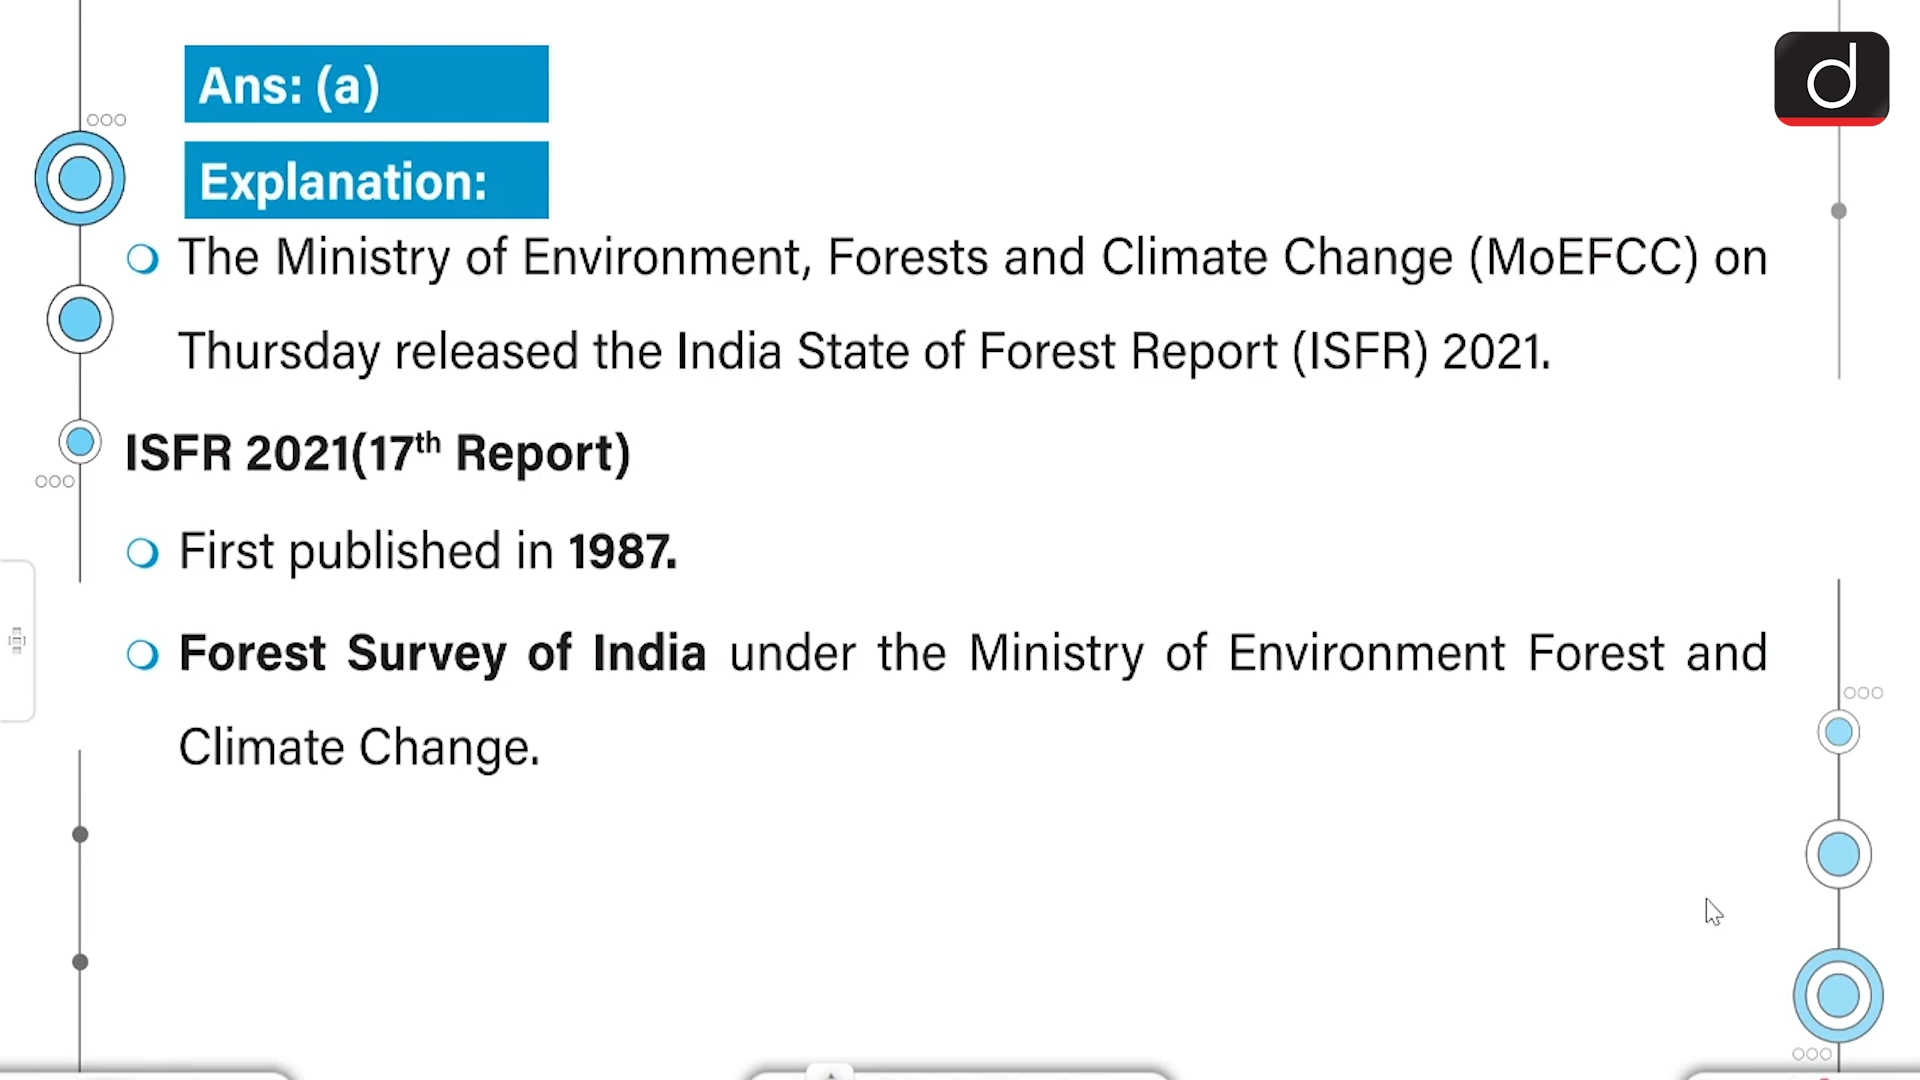 Ans: (a)
Explanation:
The Ministry of Environment, Forests and Climate Change (MoEFCC) on
Thursday released the India State of Forest Report (ISFR) 2021.
ISFR 2021(17th Report)
First published in 1987.
Forest Survey of India under the Ministry of Environment Forest and
Climate Change.
d